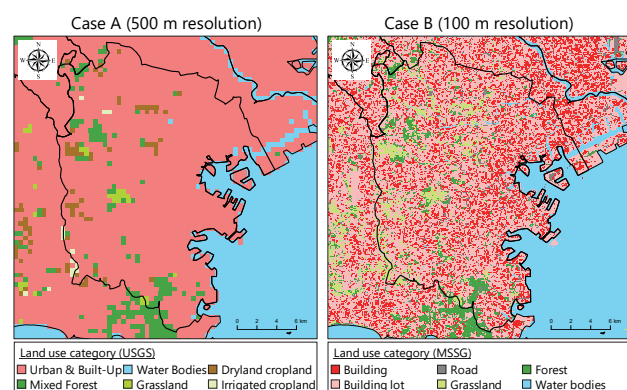 Case A (500 m resolution)
Case B (100 m resolution)
N
W E
S
N
W E
S
0 2 4 6 km
0 2 4 6 km
Land use category (USGS)
Urban & Built-Up Water Bodies Dryland cropland
Mixed Forest Grassland Irrigated cropland
Land use category (MSSG)
Building Road Forest
Building lot Grassland Water bodies